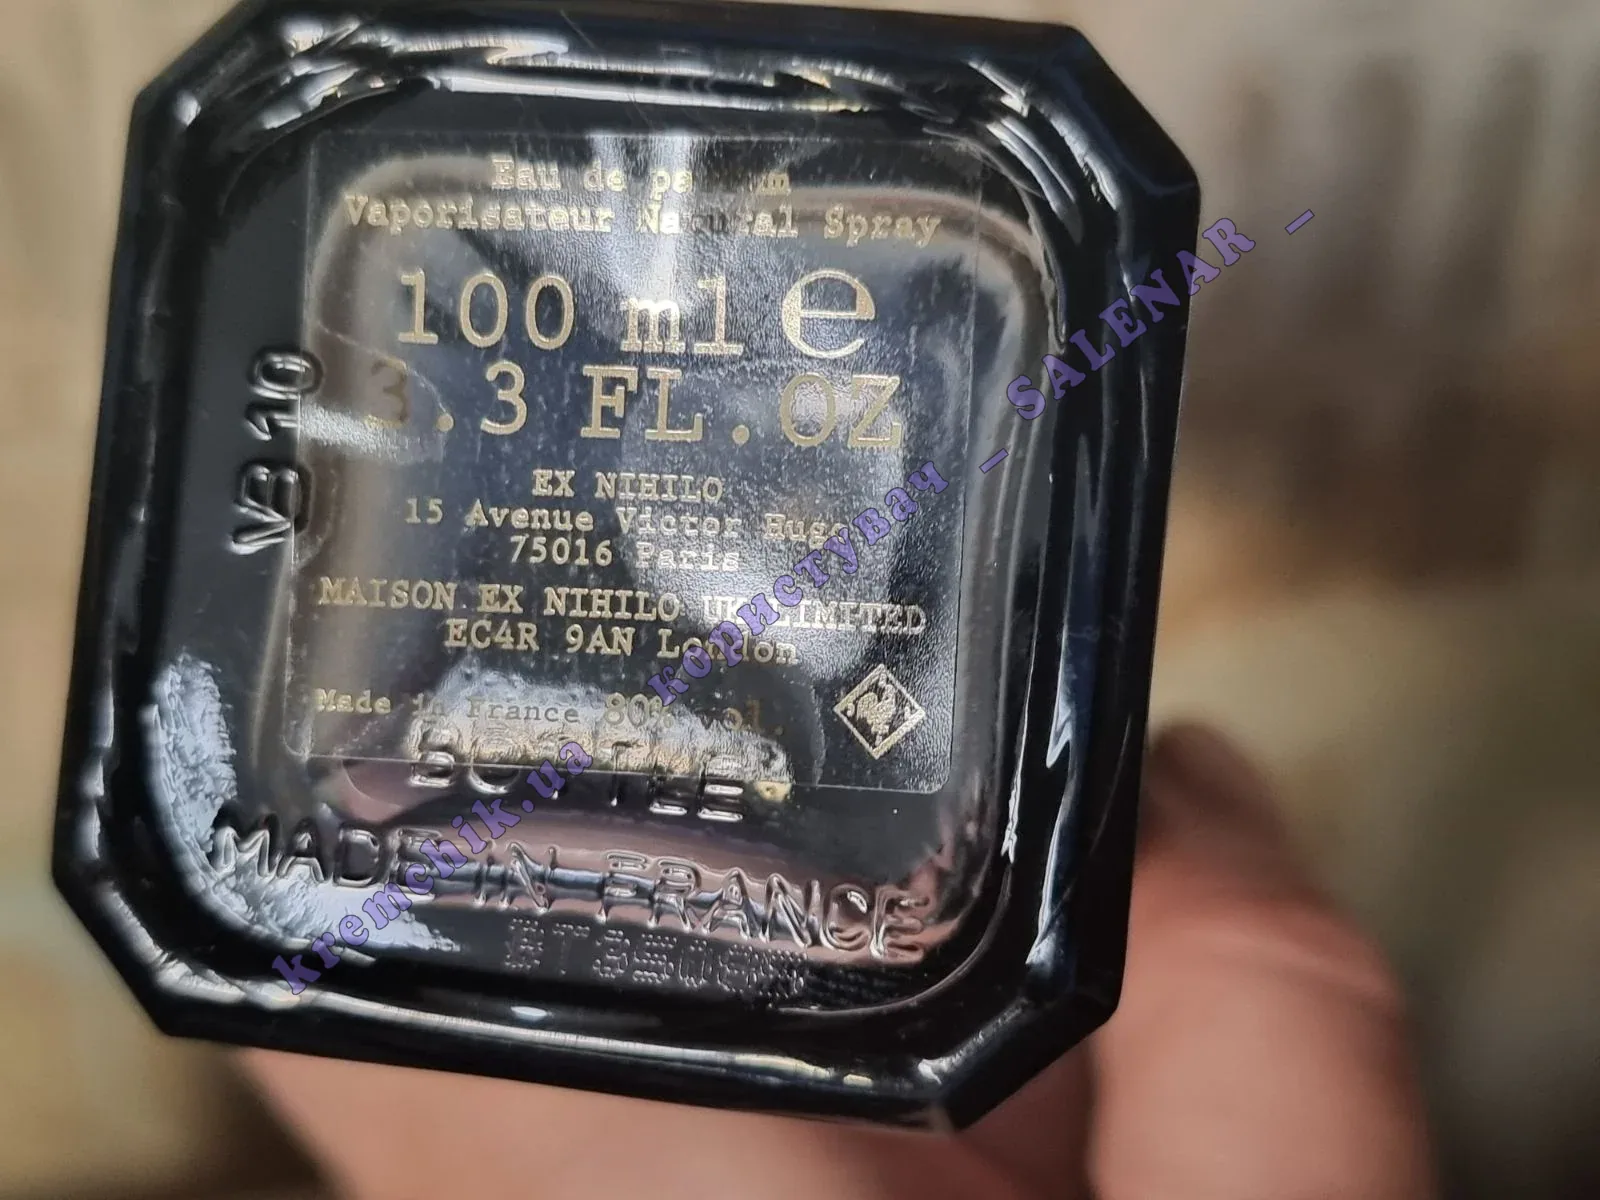 Eau de parfum
Vaporisateur Natural Spray
100 ml e
3.3 FL.OZ
EX NIHILO
15 Avenue Victor Hugo
75016 Paris
MAISON EX NIHILO UK LIMITED
EC4R 9AN London
Made in France 80% vol.
VB 10
BOTTLE
MADE IN FRANCE
kremchik.ua користувач _ SALENAR _